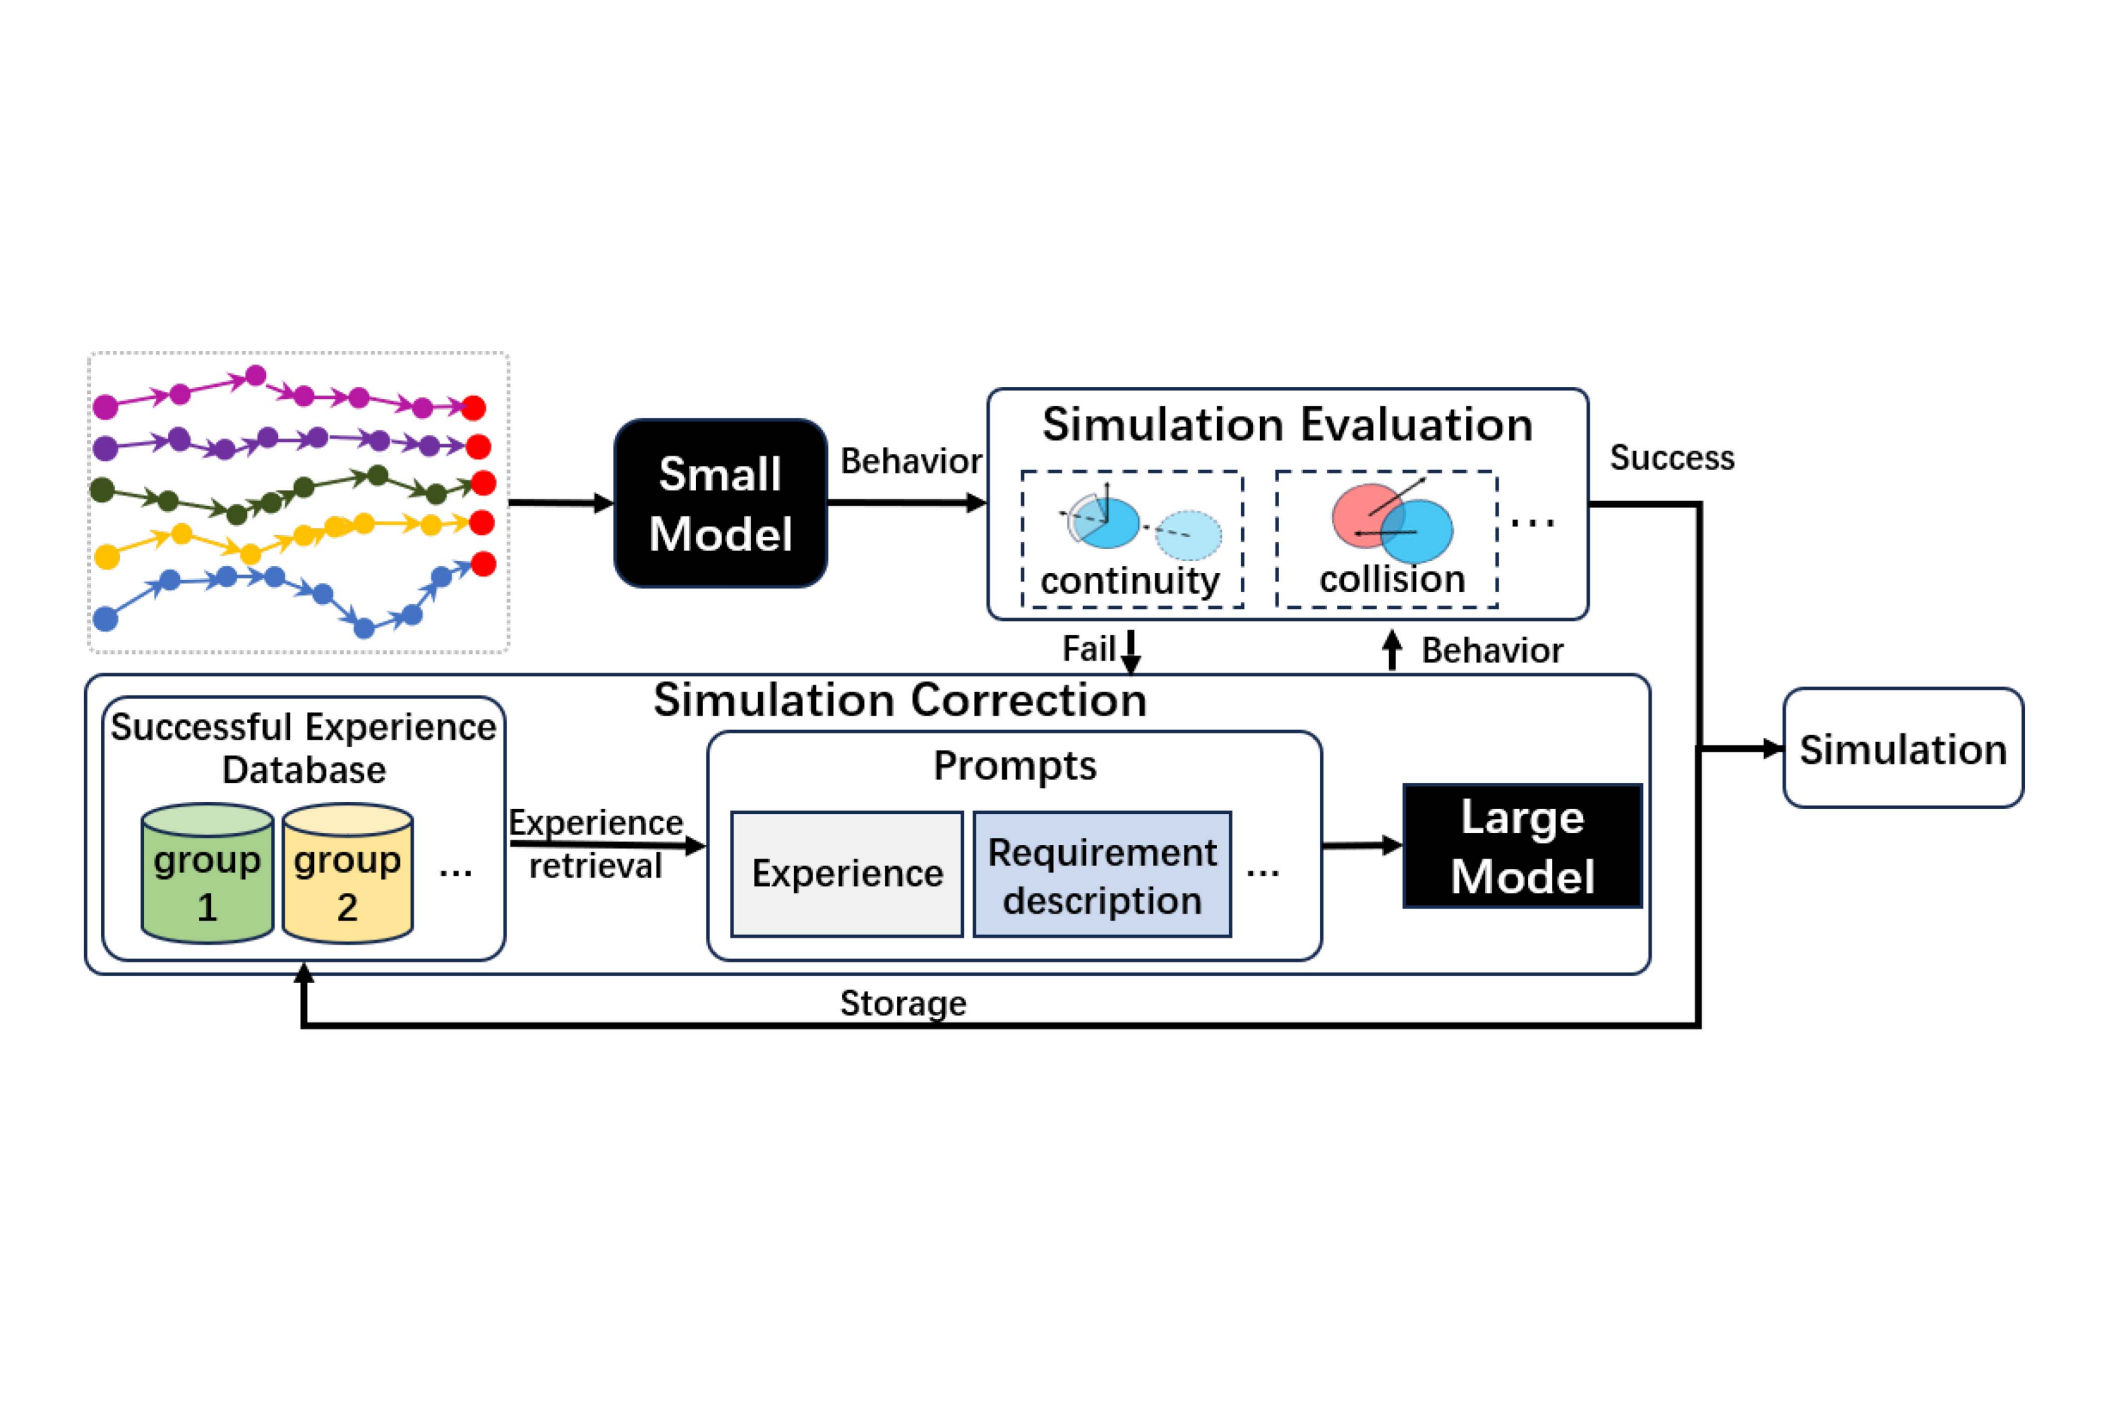 Small
Model
Behavior
Simulation Evaluation
continuity
collision
...
Success
Fail
Behavior
Simulation Correction
Successful Experience
Database
group
1
group
2
...
Experience
retrieval
Prompts
Experience
Requirement
description
...
Large
Model
Simulation
Storage